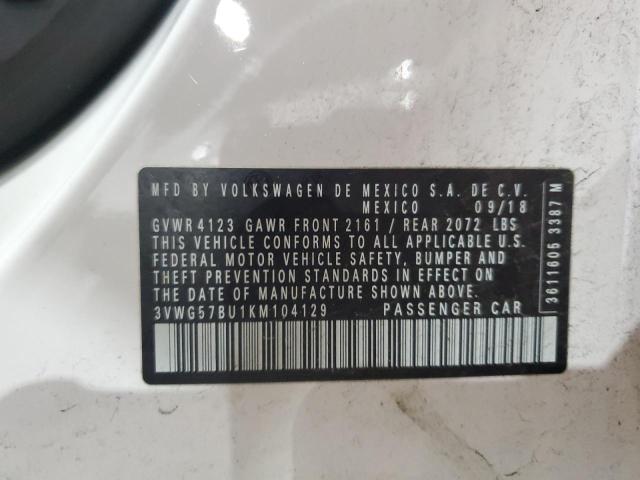 MFD BY VOLKSWAGEN DE MEXICO S.A. DE C.V.
MEXICO 09/18
GVWR 4123 GAWR FRONT 2161 / REAR 2072 LBS
THIS VEHICLE CONFORMS TO ALL APPLICABLE U.S.
FEDERAL MOTOR VEHICLE SAFETY, BUMPER AND
THEFT PREVENTION STANDARDS IN EFFECT ON
THE DATE OF MANUFACTURE SHOWN ABOVE.
3VWG57BU1KM104129 PASSENGER CAR
3611605 3387 M